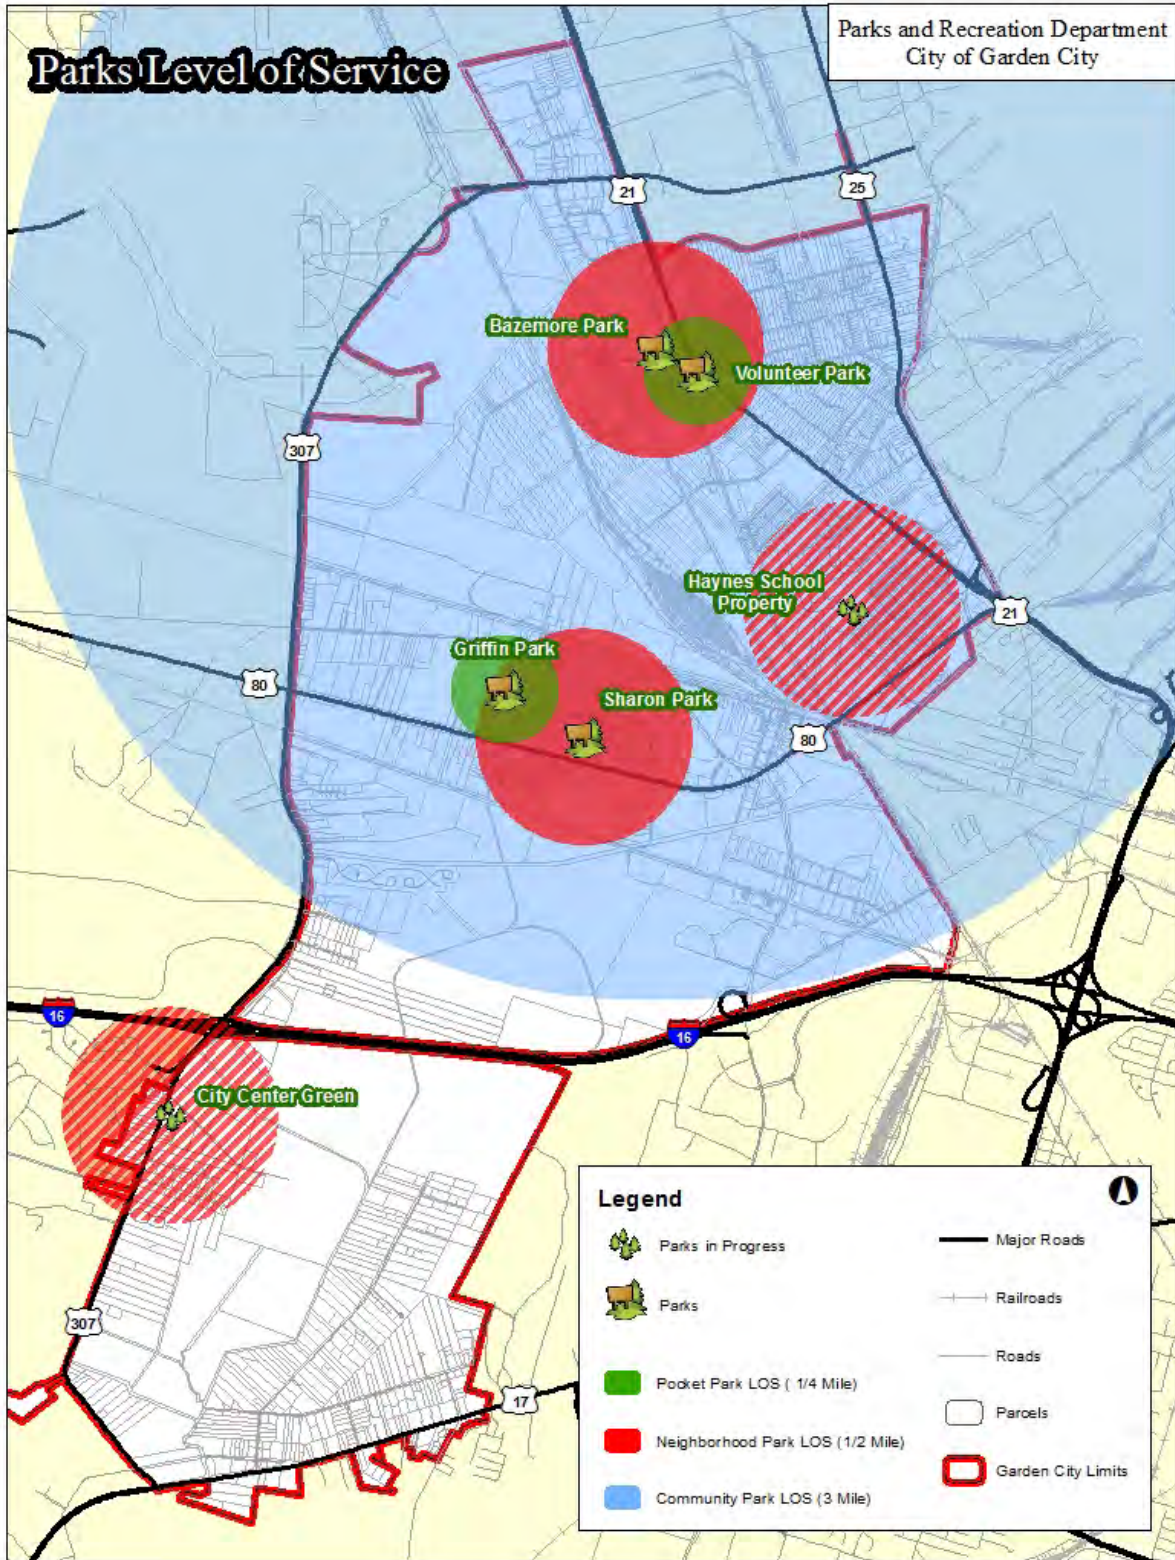 Parks and Recreation Department
City of Garden City
Parks Level of Service
21
25
Bazemore Park
Volunteer Park
307
Haynes School
Property
21
Griffin Park
80
Sharon Park
80
16
16
City Center Green
307
17
Legend
Parks in Progress
Parks
Pocket Park LOS ( 1/4 Mile)
Neighborhood Park LOS (1/2 Mile)
Community Park LOS (3 Mile)
Major Roads
Railroads
Roads
Parcels
Garden City Limits